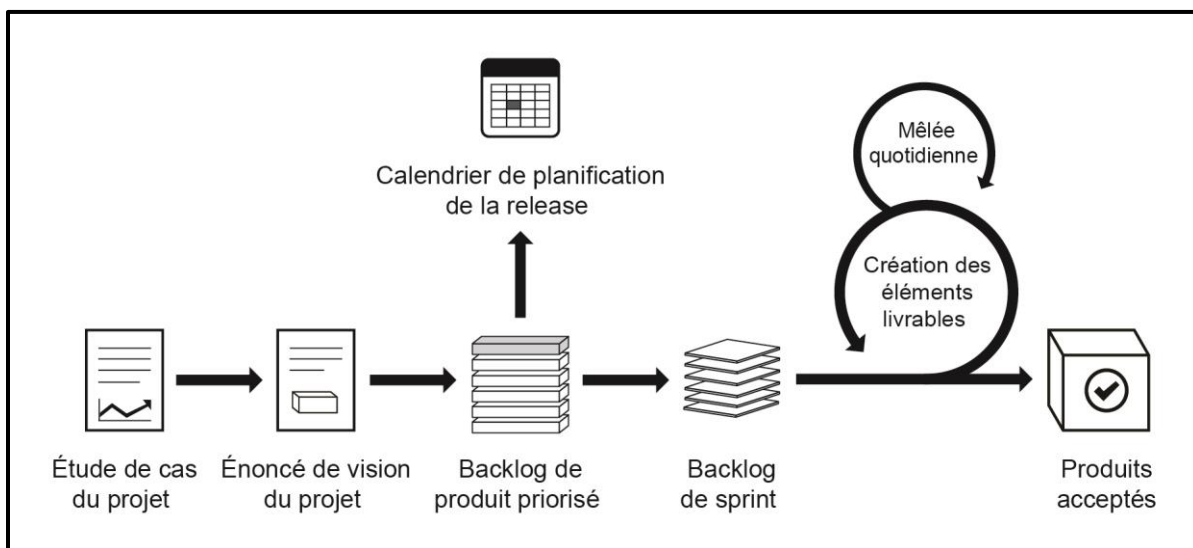 Mêlée
quotidienne
Calendrier de planification
de la release
Création des
éléments
livrables
Étude de cas
du projet
Énoncé de vision
du projet
Backlog de
produit priorisé
Backlog
de sprint
Produits
acceptés